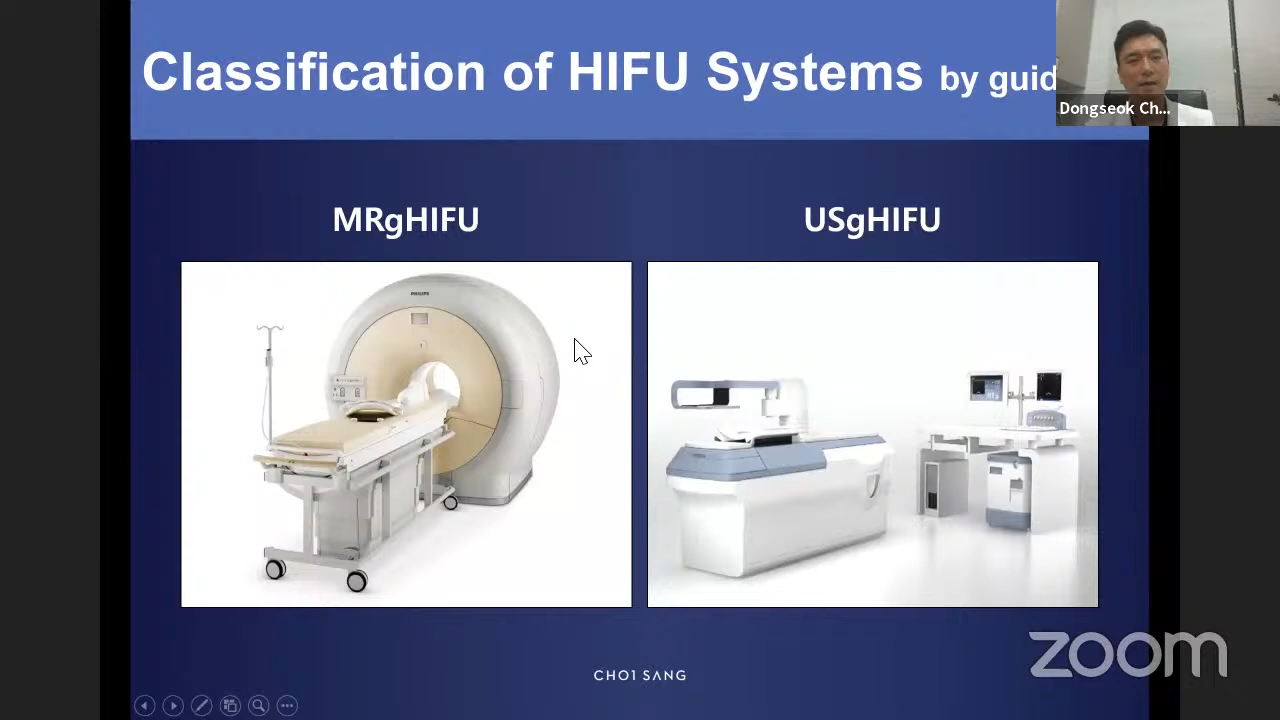 Classification of HIFU Systems by guid
Dongseok Ch...
MRgHIFU
USgHIFU
PHILIPS
CHOI SANG
zoom